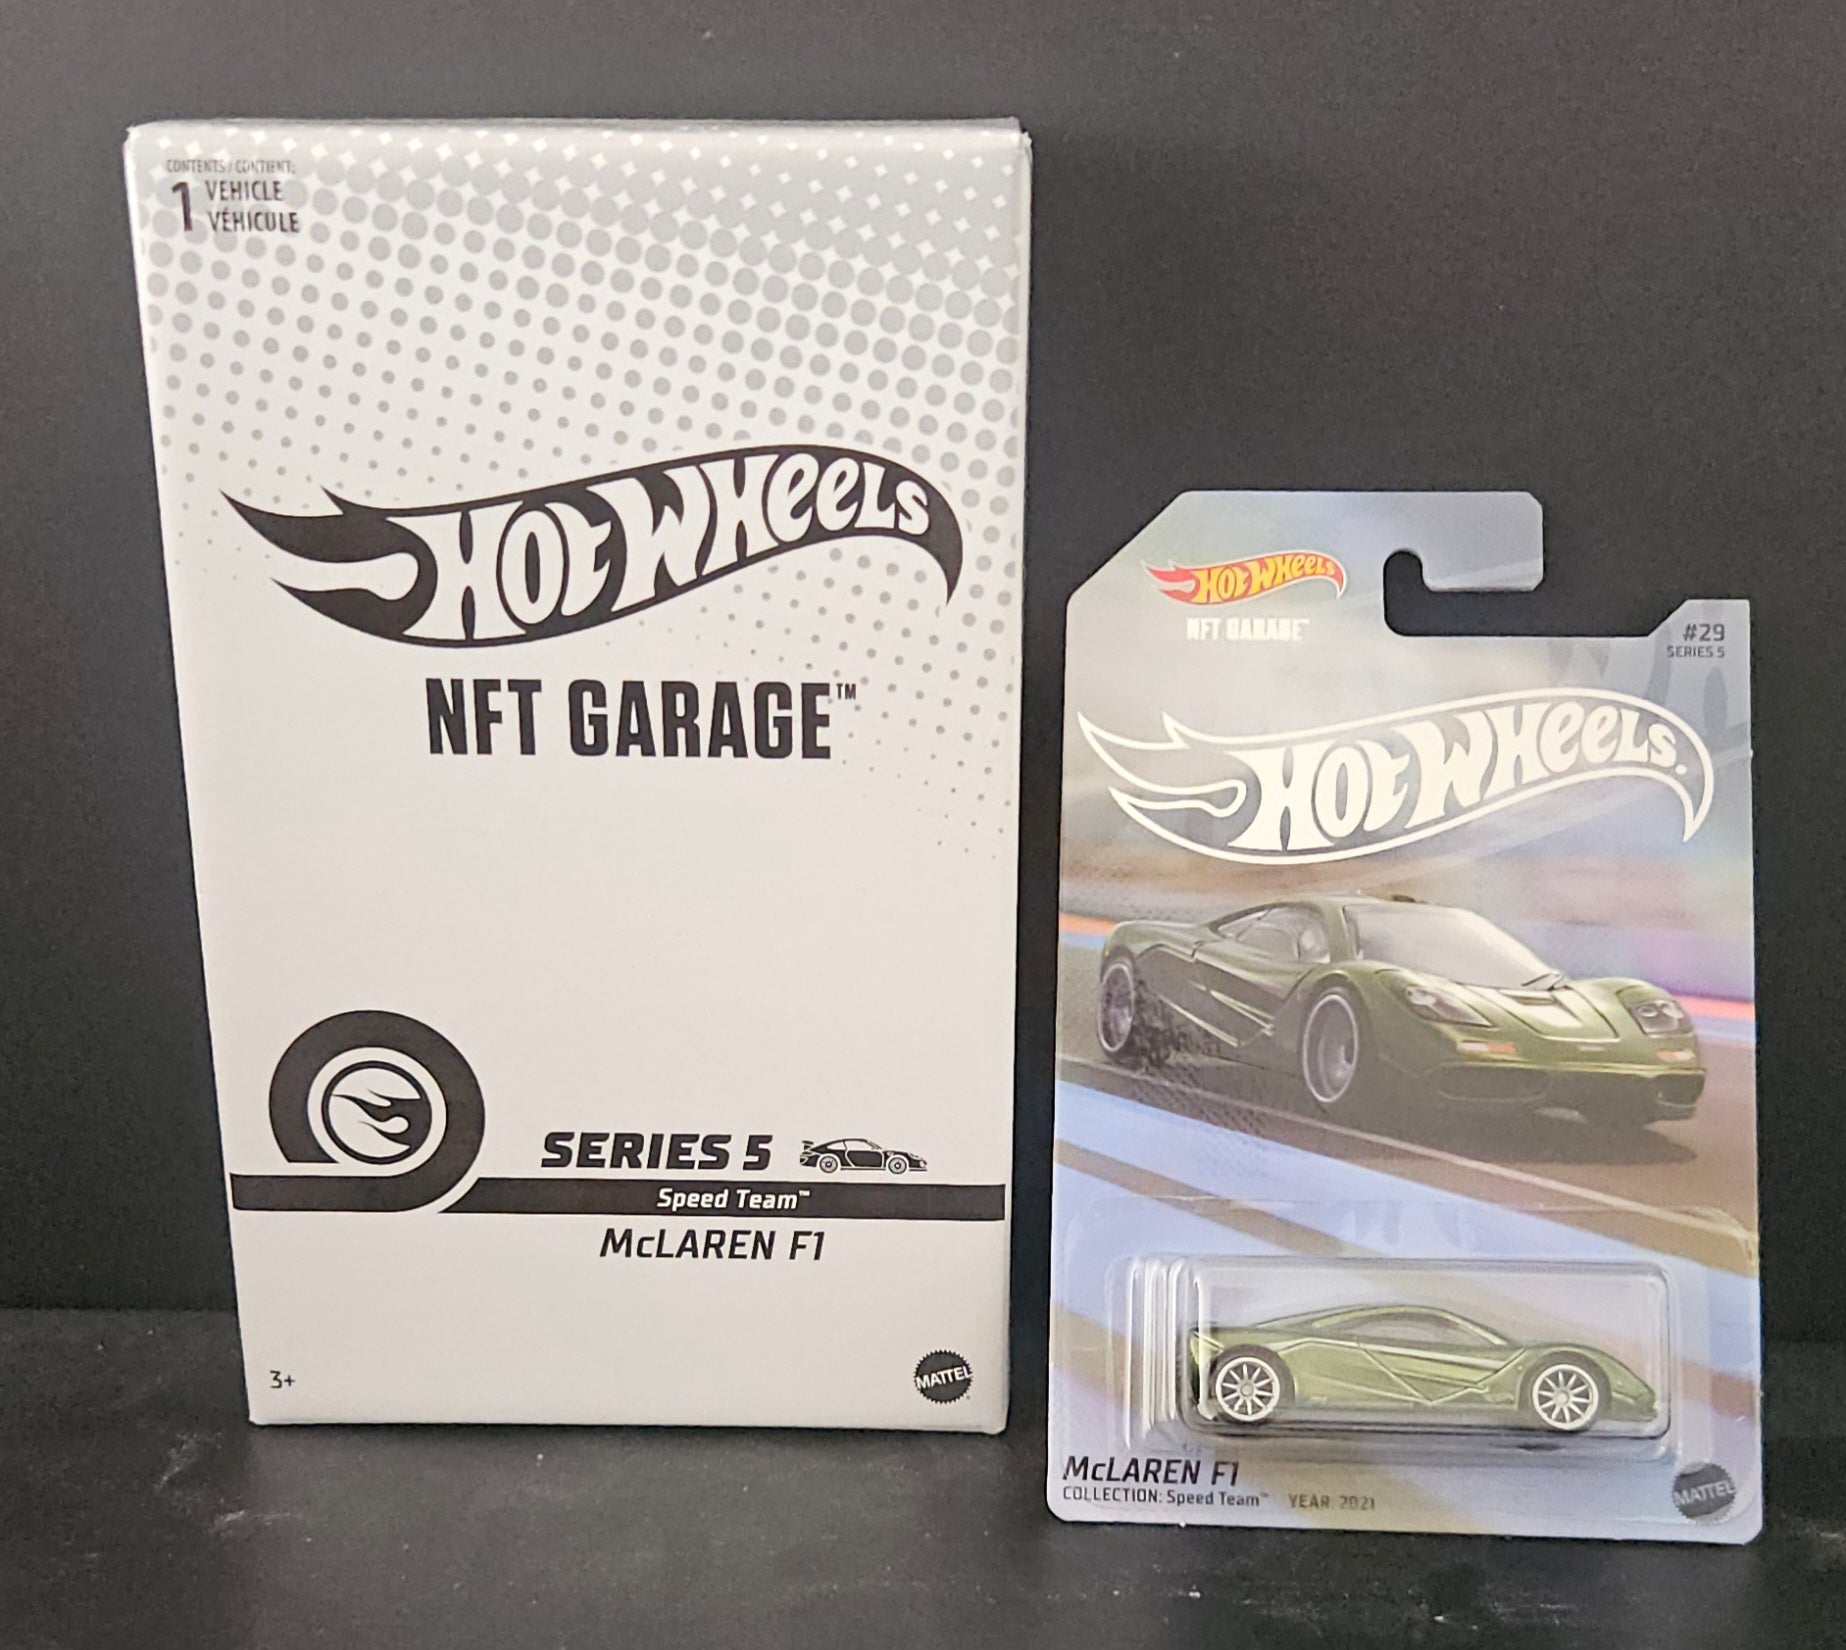 CONTENTS / CONTIENT:
1 VEHICLE
VÉHICULE
HOT WHEELS
NFT GARAGE™
SERIES 5
Speed Team™
McLAREN F1
3+
MATTEL
HOT WHEELS
NFT GARAGE™
#29
SERIES 5
HOT WHEELS.
McLAREN F1
COLLECTION: Speed Team™ YEAR: 2021
MATTEL